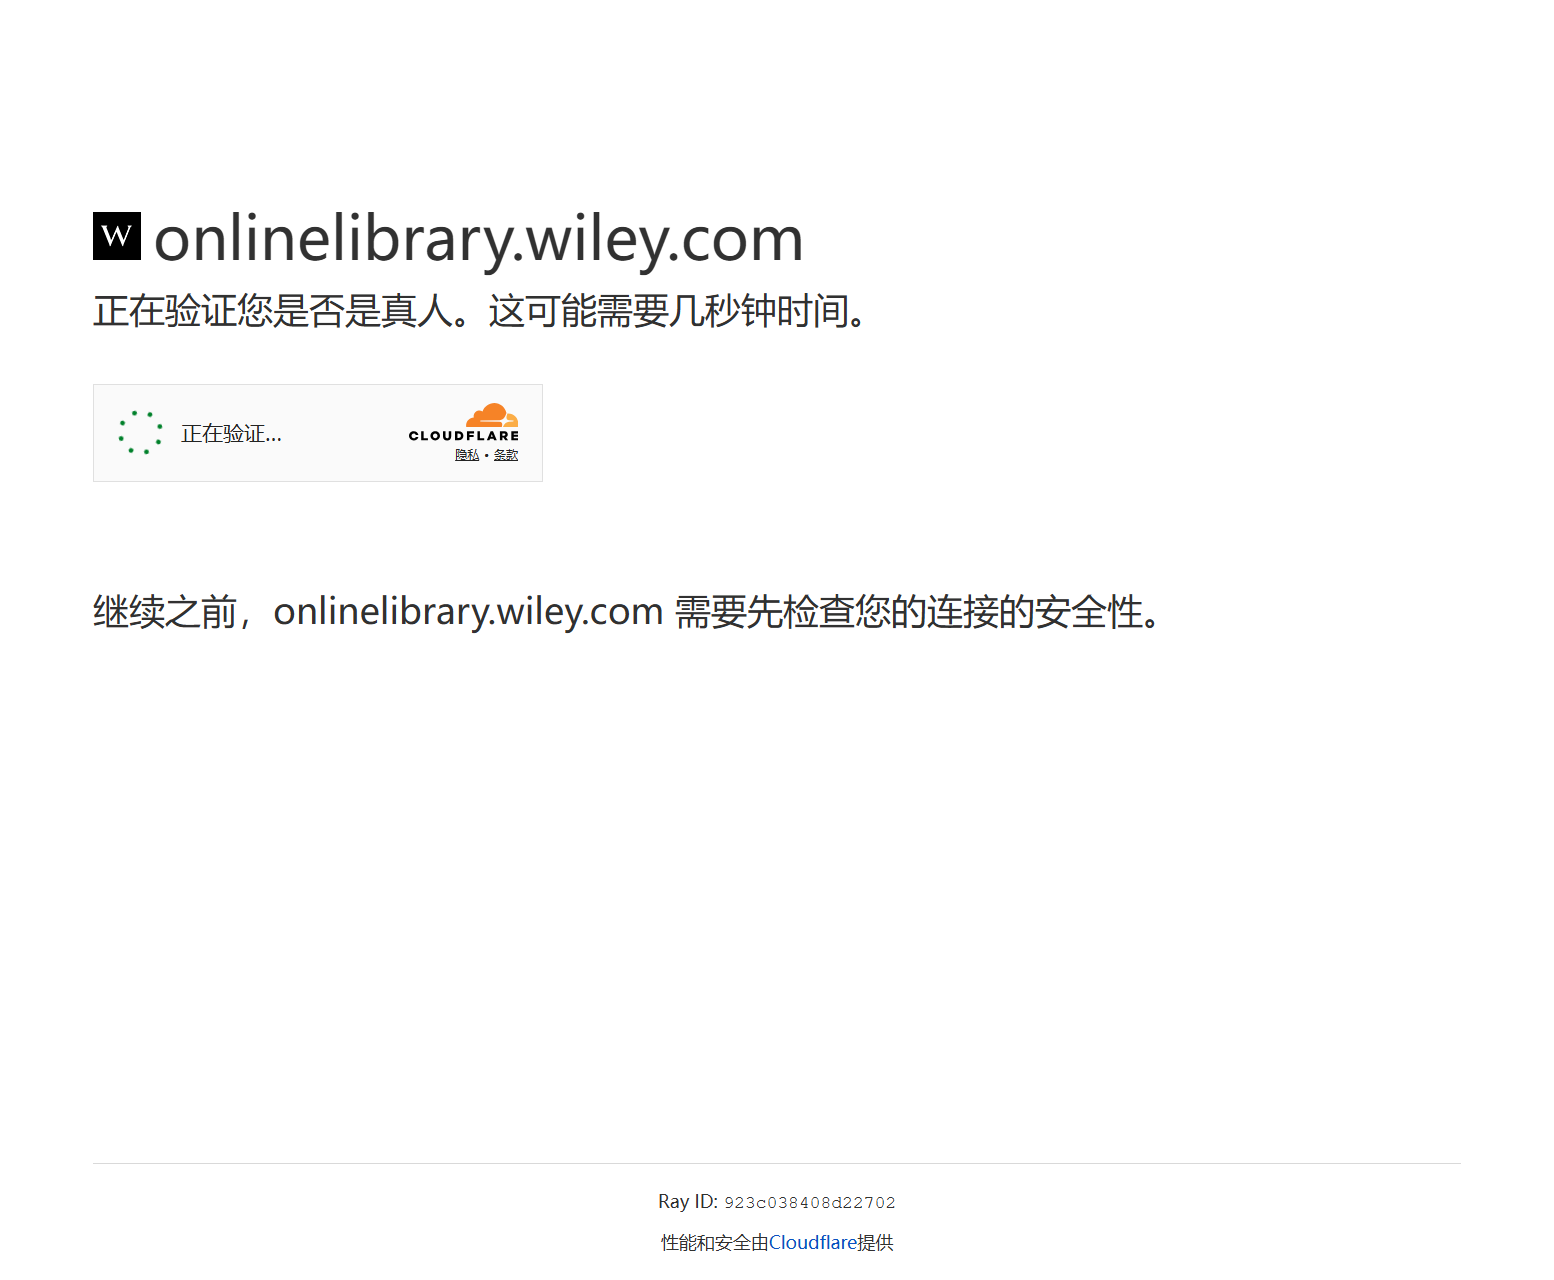 W onlinelibrary.wiley.com
正在验证您是否是真人。这可能需要几秒钟时间。
正在验证...
CLOUDFLARE
隐私 • 条款
继续之前，onlinelibrary.wiley.com 需要先检查您的连接的安全性。
Ray ID: 923c038408d22702
性能和安全由Cloudflare提供